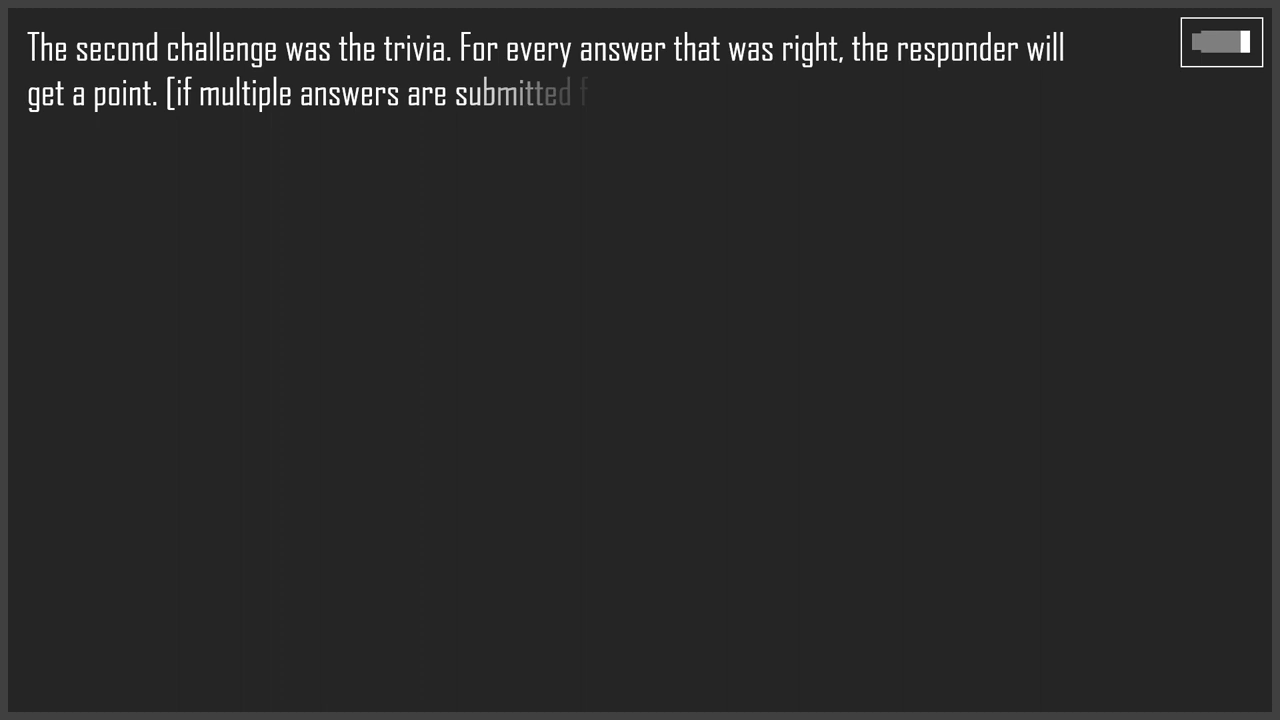 The second challenge was the trivia. For every answer that was right, the responder will
get a point. [if multiple answers are submitted f